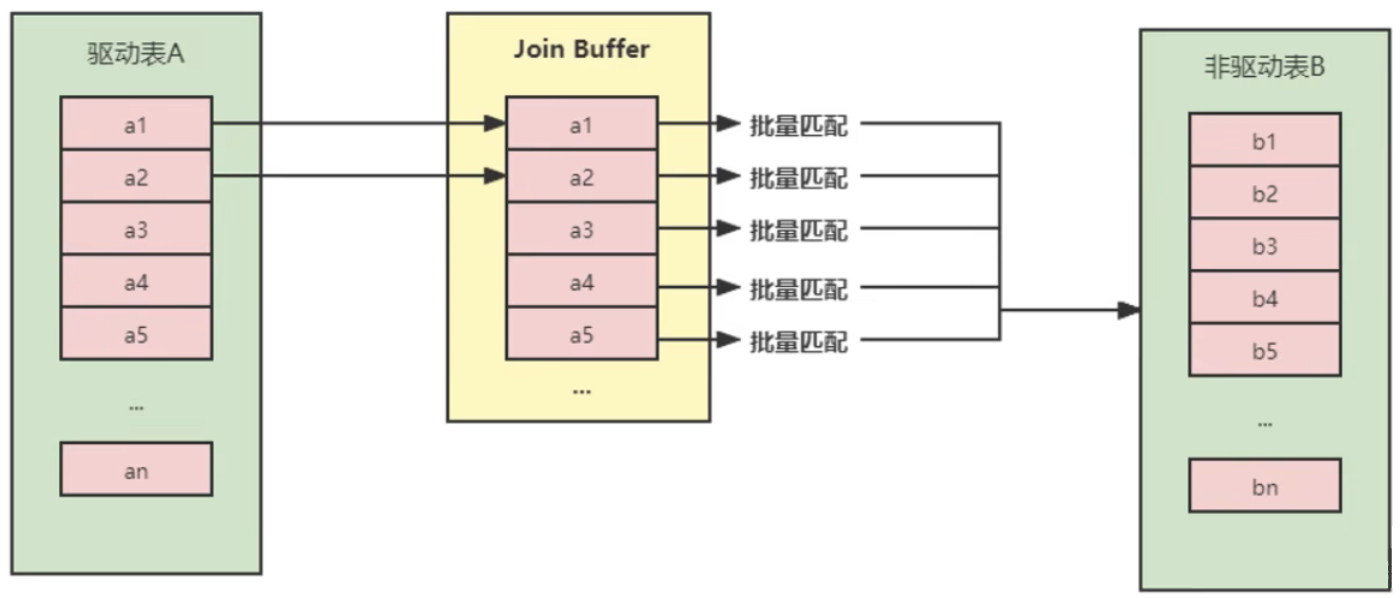 驱动表A
a1
a2
a3
a4
a5
...
an
Join Buffer
a1
a2
a3
a4
a5
...
批量匹配
批量匹配
批量匹配
批量匹配
批量匹配
非驱动表B
b1
b2
b3
b4
b5
...
bn